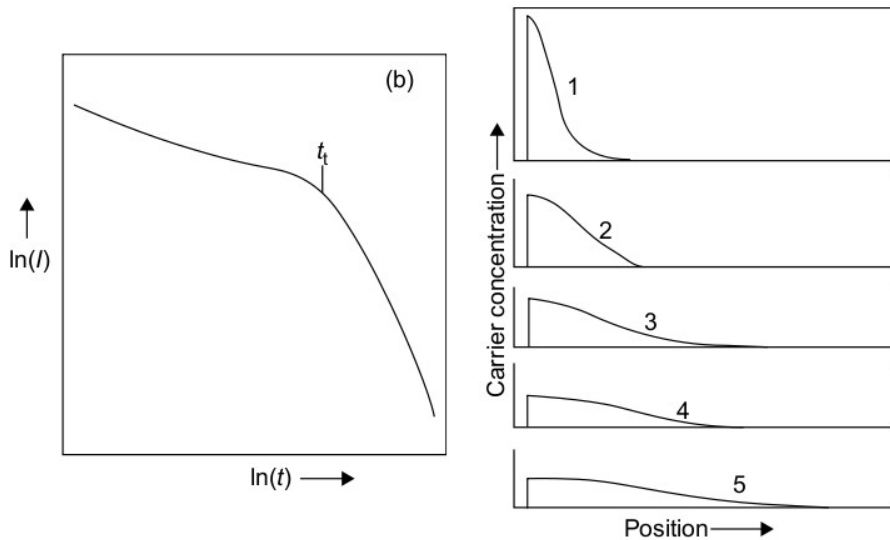 (b)
t_t
ln(I)
ln(t)
Carrier concentration
1
2
3
4
5
Position